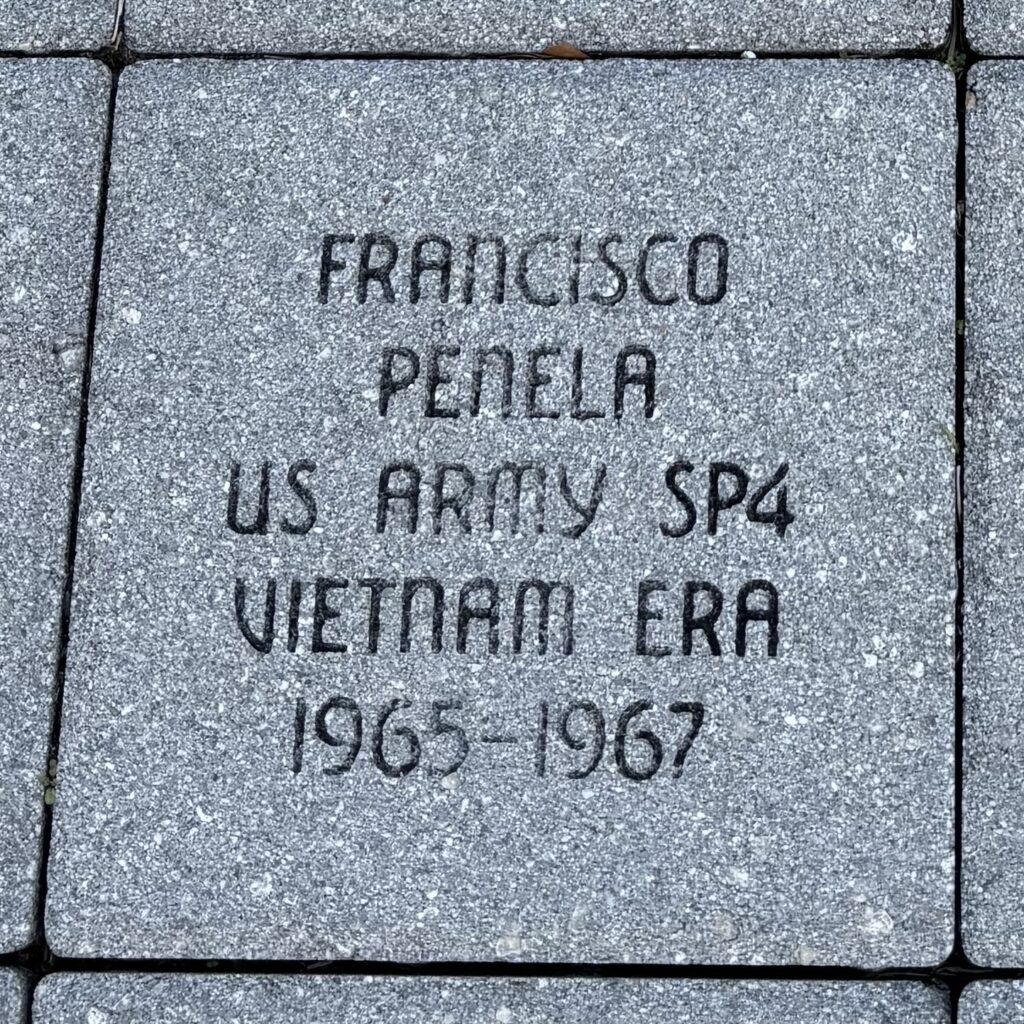 FRANCISCO
PENELA
US ARMY SP4
VIETNAM ERA
1965-1967